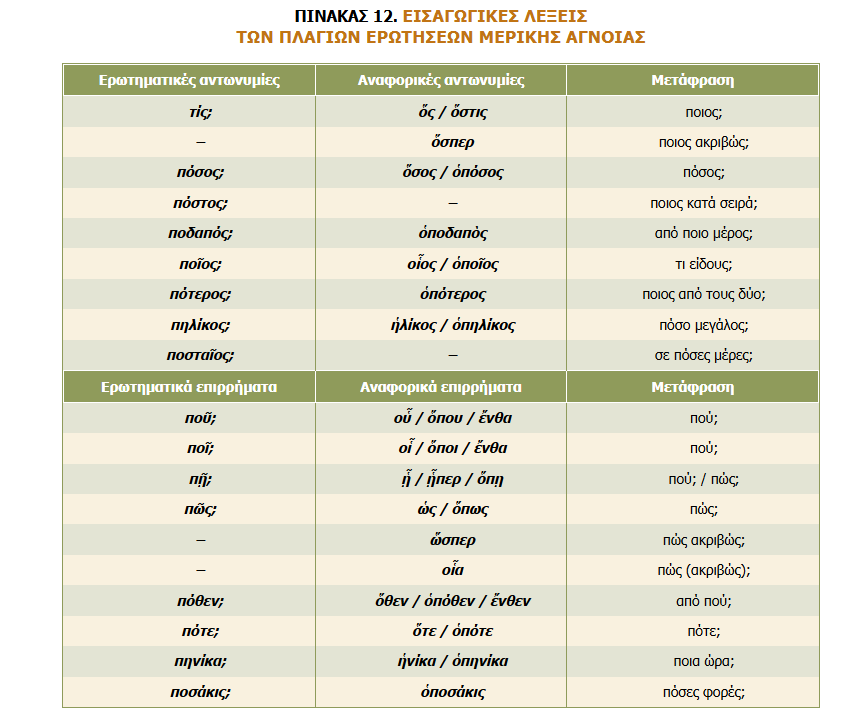 ΠΙΝΑΚΑΣ 12. ΕΙΣΑΓΩΓΙΚΕΣ ΛΕΞΕΙΣ
ΤΩΝ ΠΛΑΓΙΩΝ ΕΡΩΤΗΣΕΩΝ ΜΕΡΙΚΗΣ ΑΓΝΟΙΑΣ
Ερωτηματικές αντωνυμίες Αναφορικές αντωνυμίες Μετάφραση
τίς; ὅς / ὅστις ποιος;
– ὅσπερ ποιος ακριβώς;
πόσος; ὅσος / ὁπόσος πόσος;
πόστος; – ποιος κατά σειρά;
ποδαπός; ὁποδαπός από ποιο μέρος;
ποῖος; οἷος / ὁποῖος τι είδους;
πότερος; ὁπότερος ποιος από τους δύο;
πηλίκος; ἡλίκος / ὁπηλίκος πόσο μεγάλος;
ποσταῖος; – σε πόσες μέρες;
Ερωτηματικά επιρρήματα Αναφορικά επιρρήματα Μετάφραση
ποῦ; οὗ / ὅπου / ἔνθα πού;
ποῖ; οἷ / ὅποι / ἔνθα πού;
πῇ; ᾗ / ᾗπερ / ὅπῃ πού; / πώς;
πῶς; ὡς / ὅπως πώς;
– ὥσπερ πώς ακριβώς;
– οἷα πώς (ακριβώς);
πόθεν; ὅθεν / ὁπόθεν / ἔνθεν από πού;
πότε; ὅτε / ὁπότε πότε;
πηνίκα; ἡνίκα / ὁπηνίκα ποια ώρα;
ποσάκις; ὁποσάκις πόσες φορές;